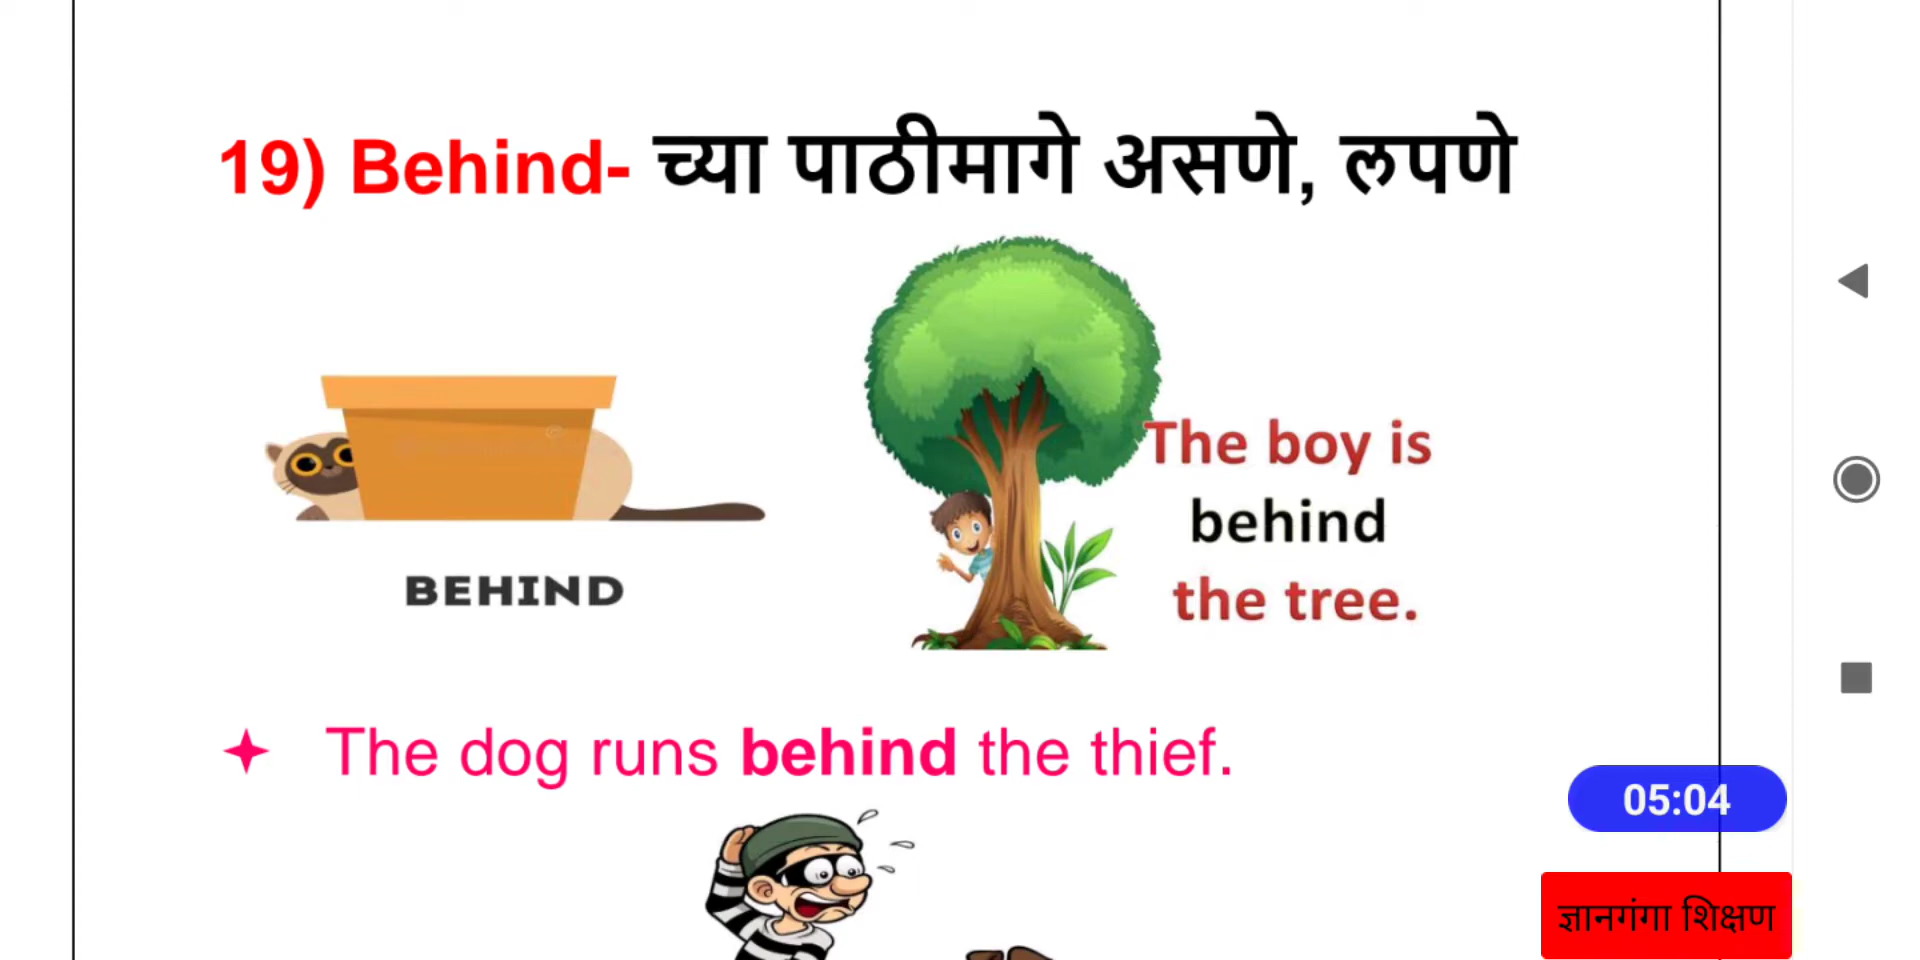 19) Behind- च्या पाठीमागे असणे, लपणे
BEHIND
The boy is
behind
the tree.
The dog runs behind the thief.
05:04
ज्ञानगंगा शिक्षण